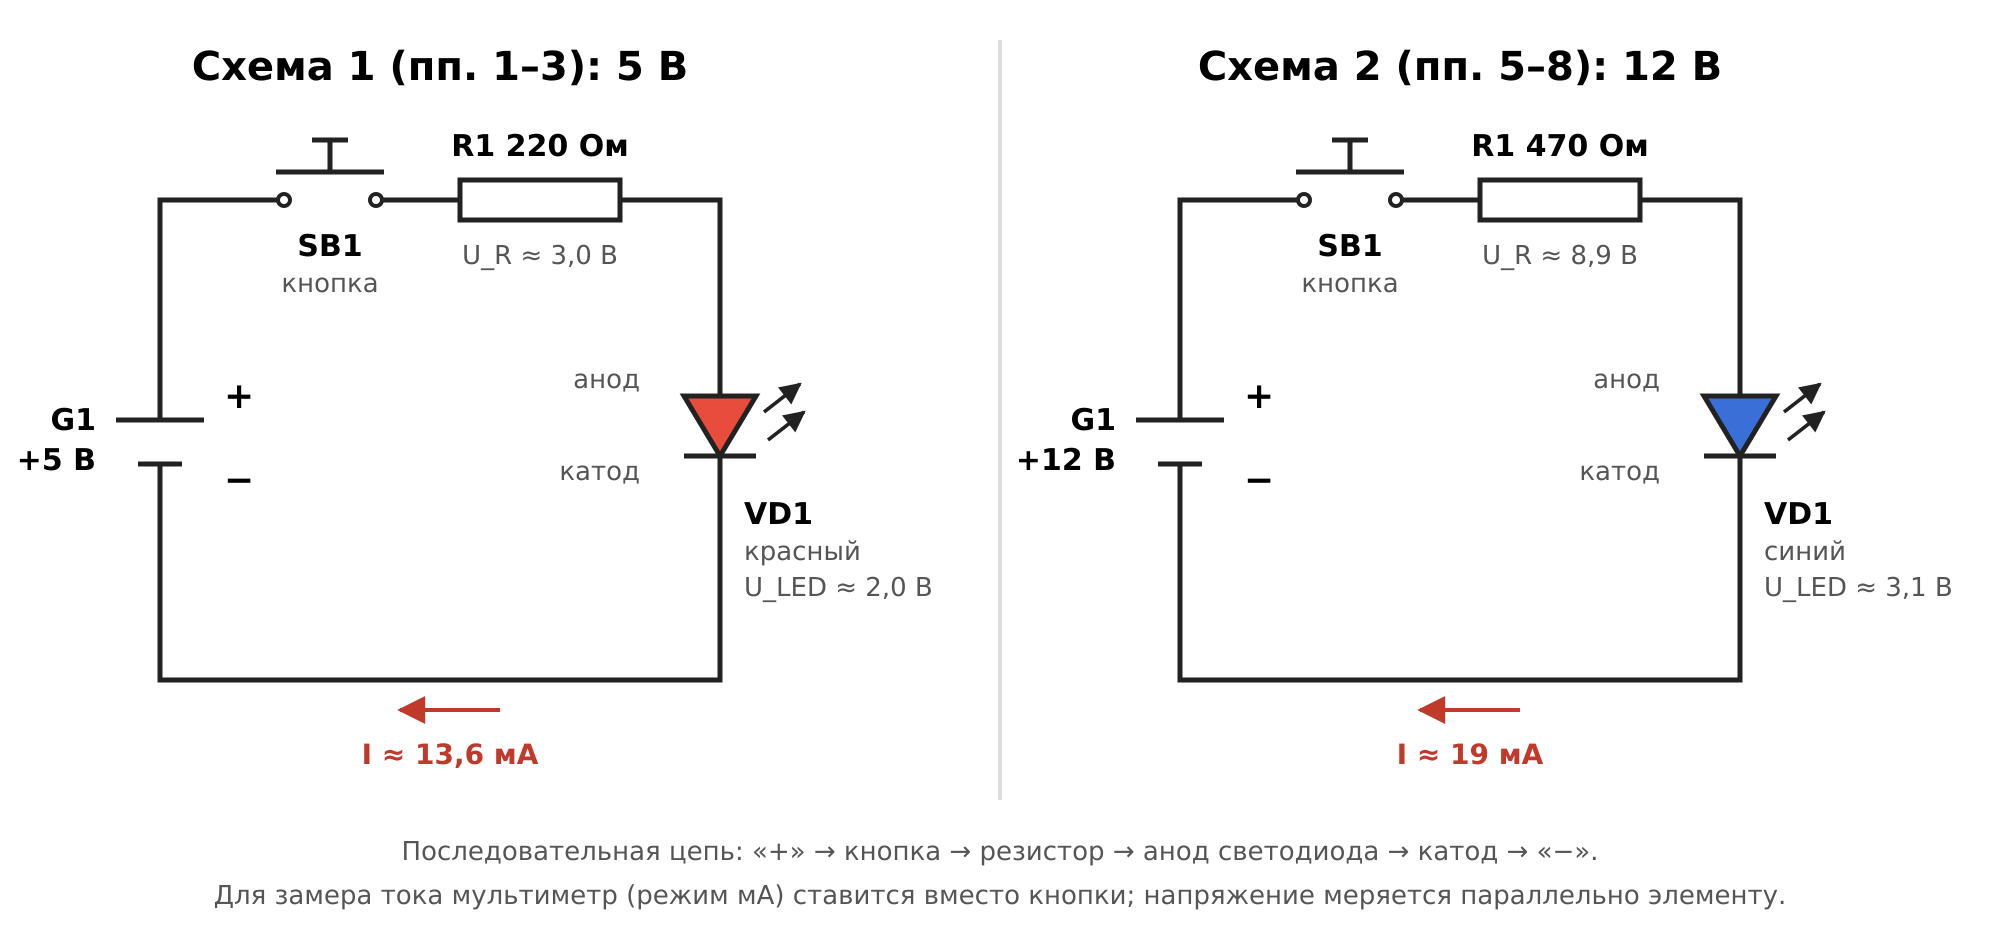 Схема 1 (пп. 1–3): 5 В
R1 220 Ом
SB1
кнопка
U_R ≈ 3,0 В
анод
+
G1
+5 В
−
катод
VD1
красный
U_LED ≈ 2,0 В
I ≈ 13,6 мА
Схема 2 (пп. 5–8): 12 В
R1 470 Ом
SB1
кнопка
U_R ≈ 8,9 В
анод
+
G1
+12 В
−
катод
VD1
синий
U_LED ≈ 3,1 В
I ≈ 19 мА
Последовательная цепь: «+» → кнопка → резистор → анод светодиода → катод → «−».
Для замера тока мультиметр (режим мА) ставится вместо кнопки; напряжение меряется параллельно элементу.